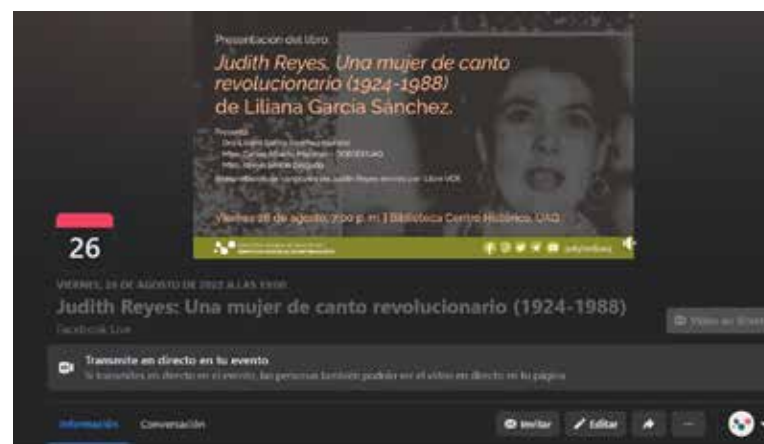 Presentación del libro
Judith Reyes. Una mujer de canto
revolucionario (1924-1988)
de Liliana García Sánchez.
Presenta:
Viernes 26 de agosto, 7:00 p. m. | Biblioteca Centro Histórico, UAQ
26
VIERNES, 26 DE AGOSTO DE 2022 A LAS 19:00
Judith Reyes: Una mujer de canto revolucionario (1924-1988)
Facebook Live
Transmite en directo en tu evento
Si transmites en directo en el evento, las personas también podrán ver el vídeo en directo en tu página
Información Conversación Invitar Editar